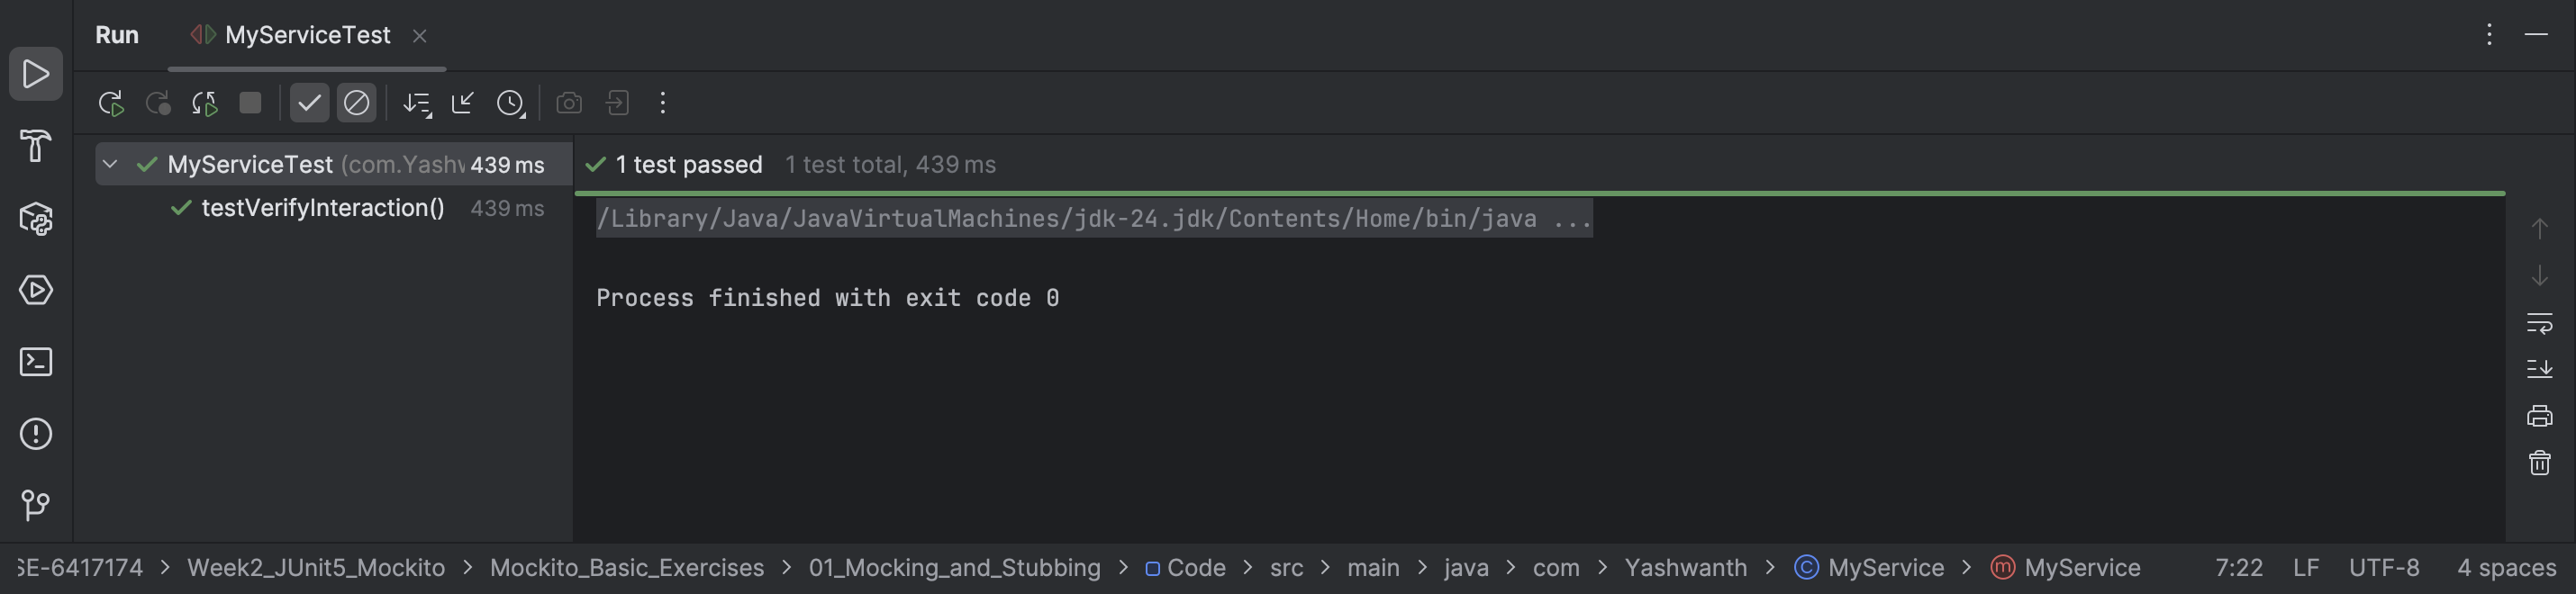 Run MyServiceTest
MyServiceTest (com.Yashv 439 ms
testVerifyInteraction() 439 ms
1 test passed 1 test total, 439 ms
/Library/Java/JavaVirtualMachines/jdk-24.jdk/Contents/Home/bin/java ...
Process finished with exit code 0
SE-6417174 > Week2_JUnit5_Mockito > Mockito_Basic_Exercises > 01_Mocking_and_Stubbing > Code > src > main > java > com > Yashwanth > C MyService > m MyService 7:22 LF UTF-8 4 spaces